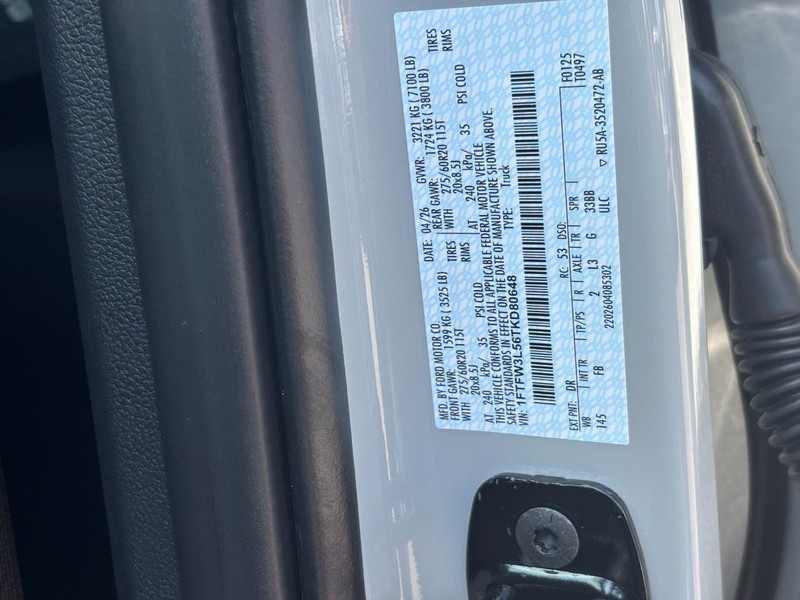 MFD. BY FORD MOTOR CO.
DATE: 04/26 GVWR: 3221 KG ( 7100 LB)
FRONT GAWR: 1599 KG ( 3525 LB) REAR GAWR: 1724 KG ( 3800 LB)
WITH 275/60R20 115T TIRES WITH 275/60R20 115T TIRES
20x8.5J RIMS 20x8.5J RIMS
AT 240 kPa/ 35 PSI COLD AT 240 kPa/ 35 PSI COLD
THIS VEHICLE CONFORMS TO ALL APPLICABLE FEDERAL MOTOR VEHICLE
SAFETY STANDARDS IN EFFECT ON THE DATE OF MANUFACTURE SHOWN ABOVE.
VIN: 1FTFW3L56TKD80648 TYPE: Truck
F0125
T0497
EXT PNT: DR RC: 53 DSO:
WB INT TR TP/PS R AXLE TR SPR
145 FB 2 L3 G 33BB
2202604085302 ULC ▽ RU5A-3520472-AB